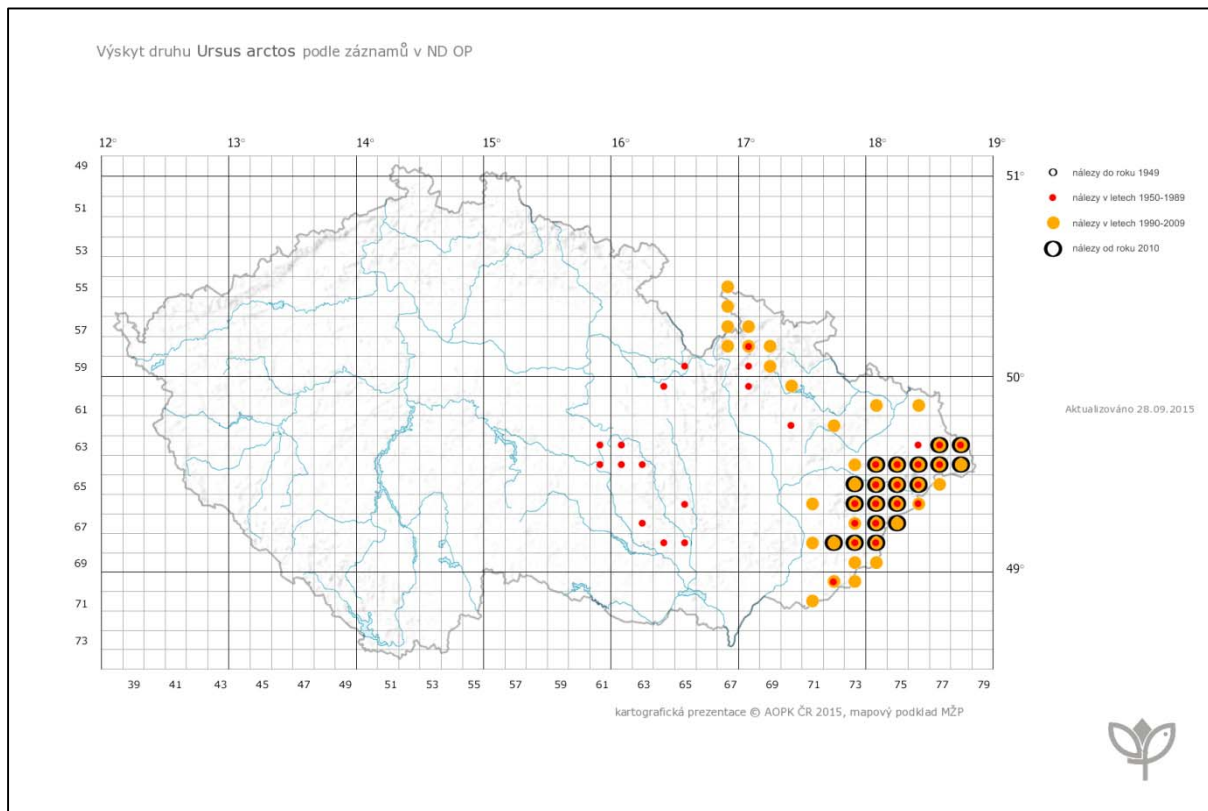 Výskyt druhu Ursus arctos podle záznamů v ND OP
12° 13° 14° 15° 16° 17° 18° 19°
49
51
53
55
57
59
61
63
65
67
69
71
73
51°
50°
49°
39 41 43 45 47 49 51 53 55 57 59 61 63 65 67 69 71 73 75 77 79
nálezy do roku 1949
nálezy v letech 1950-1989
nálezy v letech 1990-2009
nálezy od roku 2010
Aktualizováno 28.09.2015
kartografická prezentace © AOPK ČR 2015, mapový podklad MŽP